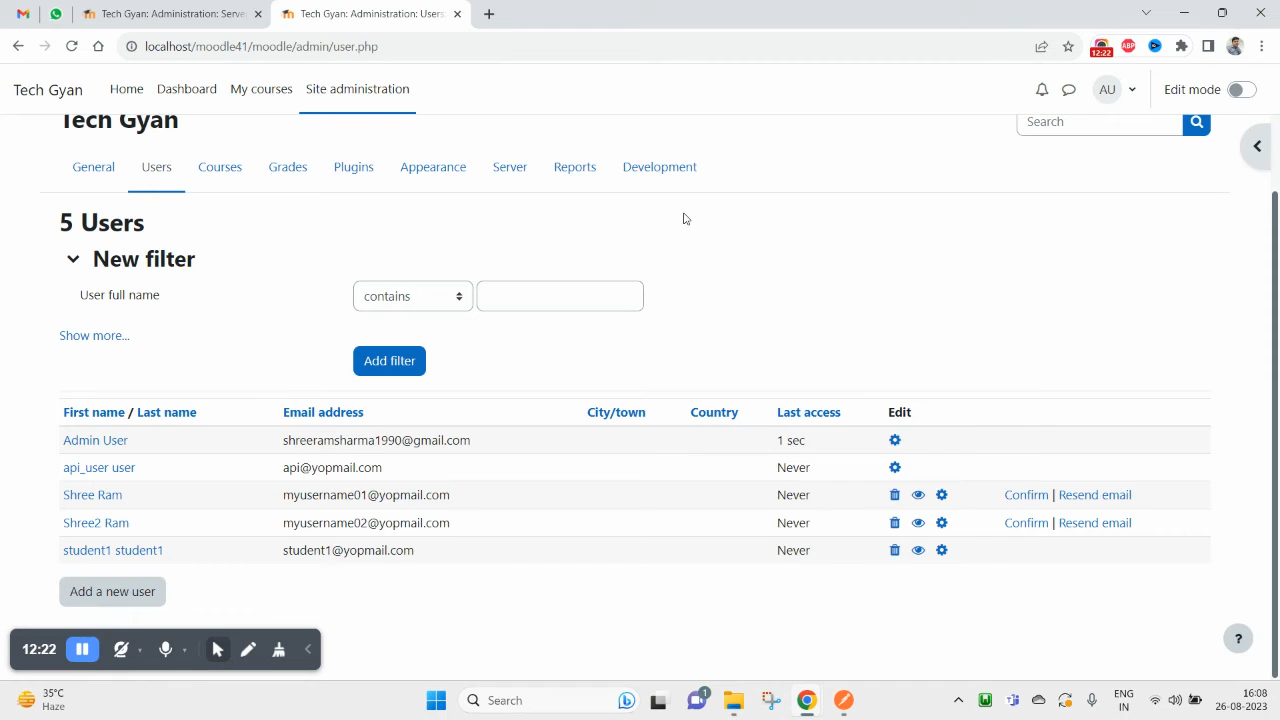 Tech Gyan Administration: Serve
Tech Gyan: Administration: Users:
localhost/moodle41/moodle/admin/user.php
12:22
ABP
Tech Gyan Home Dashboard My courses Site administration AU Edit mode
Tech Gyan
Search
General Users Courses Grades Plugins Appearance Server Reports Development
5 Users
New filter
User full name contains
Show more...
Add filter
First name / Last name Email address City/town Country Last access Edit
Admin User shreeramsharma1990@gmail.com 1 sec
api_user user api@yopmail.com Never
Shree Ram myusername01@yopmail.com Never Confirm | Resend email
Shree2 Ram myusername02@yopmail.com Never Confirm | Resend email
student1 student1 student1@yopmail.com Never
Add a new user
12:22
?
35°C
Haze
Search
1
ENG
IN
16:08
26-08-2023